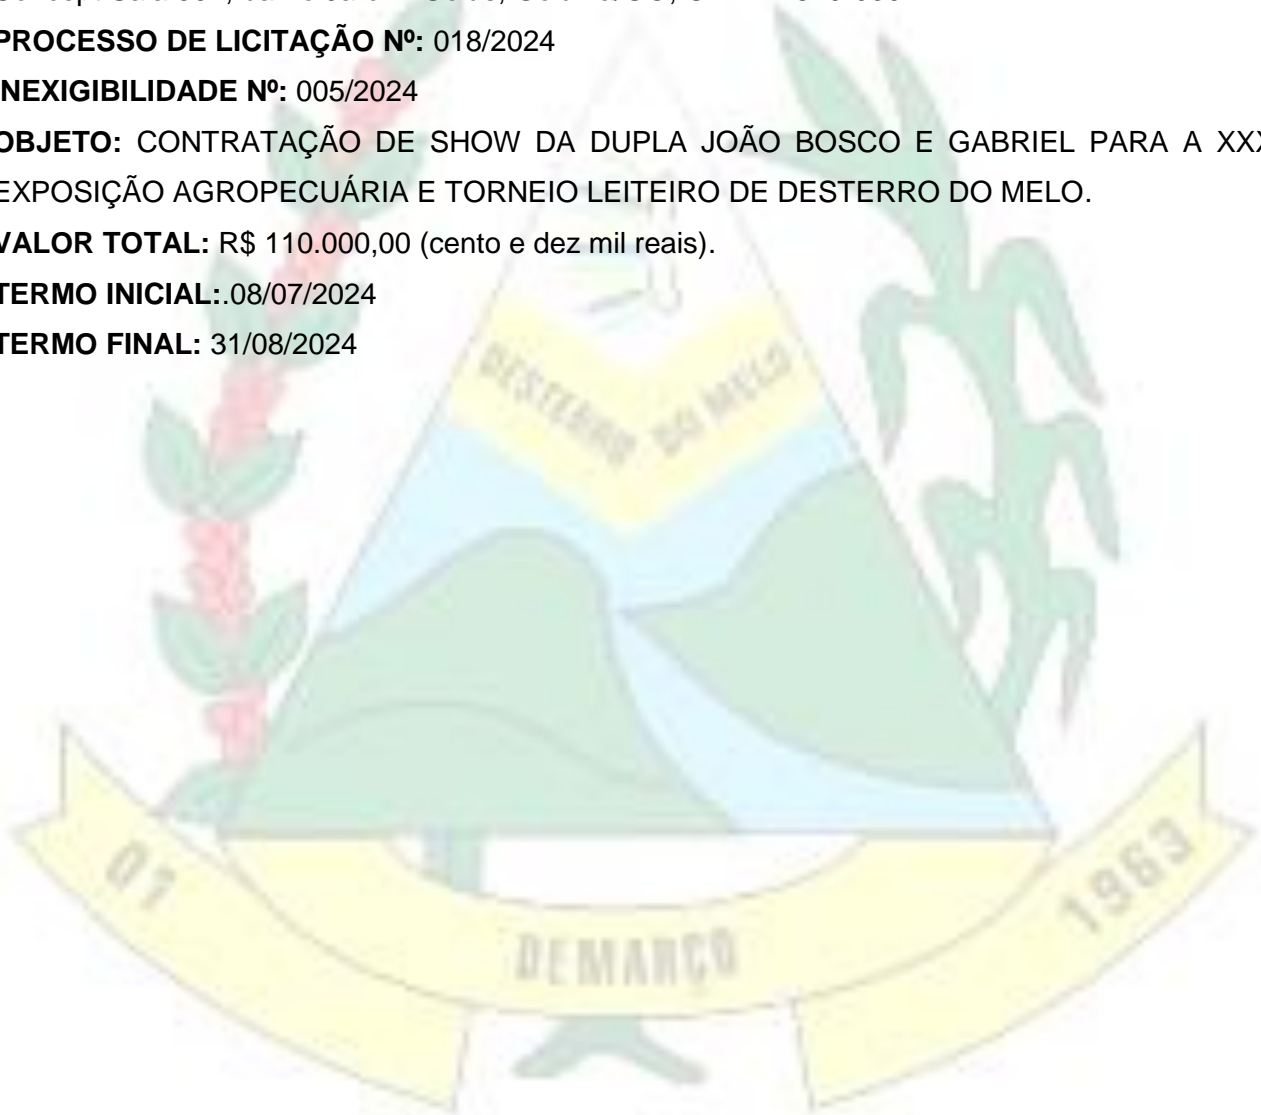 PROCESSO DE LICITAÇÃO Nº: 018/2024
NEXIGIBILIDADE Nº: 005/2024
OBJETO: CONTRATAÇÃO DE SHOW DA DUPLA JOÃO BOSCO E GABRIEL PARA A XXX
EXPOSIÇÃO AGROPECUÁRIA E TORNEIO LEITEIRO DE DESTERRO DO MELO.
VALOR TOTAL: R$ 110.000,00 (cento e dez mil reais).
TERMO INICIAL:.08/07/2024
TERMO FINAL: 31/08/2024
DESTERRO DO MELO
01 DE MARÇO 1963